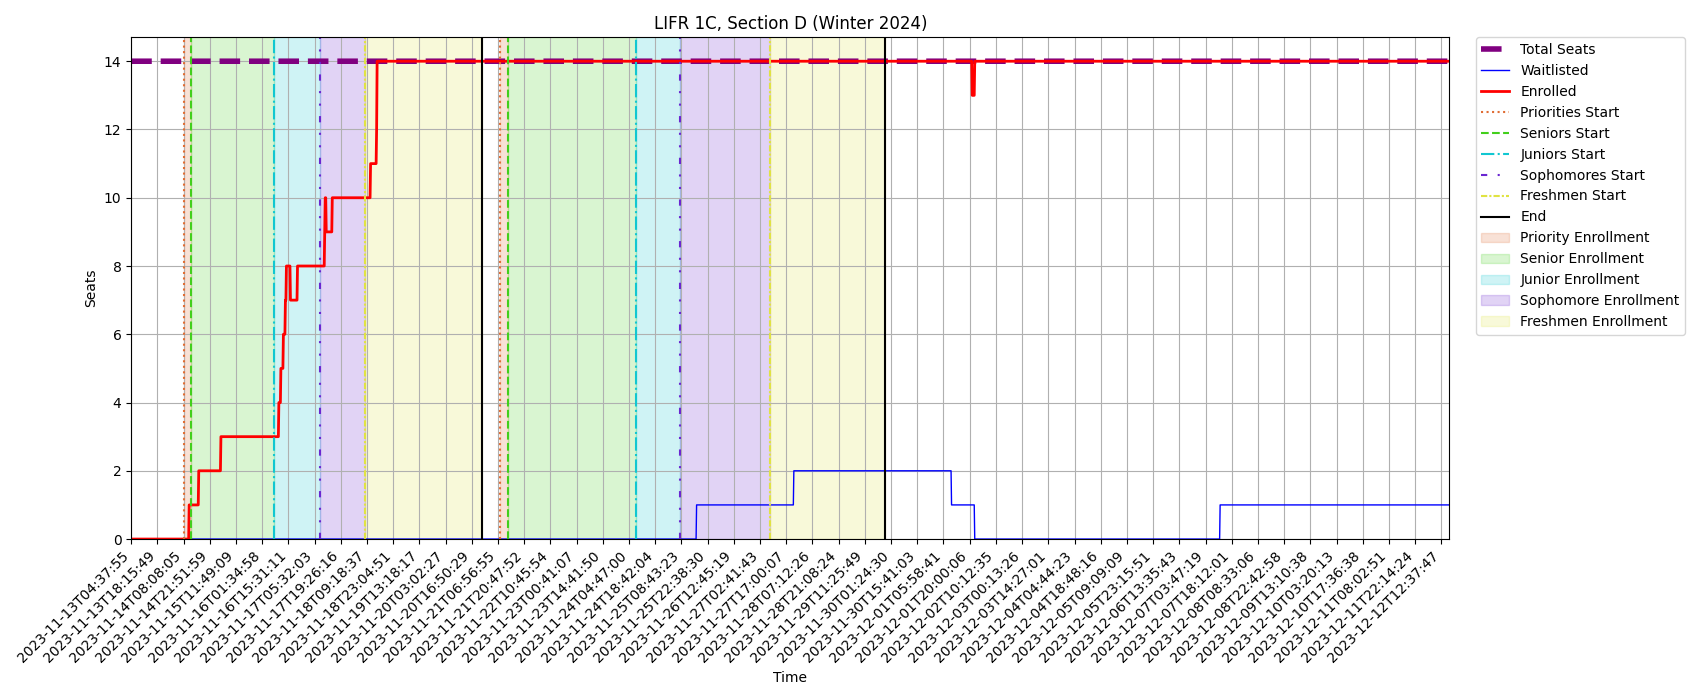 LIFR 1C, Section D (Winter 2024)
14
12
10
8
6
4
2
0
Seats
2023-11-13T04:37:55
2023-11-13T18:15:49
2023-11-14T08:08:05
2023-11-14T21:51:59
2023-11-15T11:49:09
2023-11-16T01:34:58
2023-11-16T15:31:11
2023-11-17T05:32:03
2023-11-17T19:26:16
2023-11-18T09:18:37
2023-11-18T23:04:51
2023-11-19T13:18:17
2023-11-20T03:02:27
2023-11-20T16:50:29
2023-11-21T06:56:55
2023-11-21T20:47:52
2023-11-22T10:45:54
2023-11-23T00:41:07
2023-11-23T14:41:50
2023-11-24T04:47:00
2023-11-24T18:42:04
2023-11-25T08:43:23
2023-11-25T22:38:30
2023-11-26T12:45:19
2023-11-27T02:41:43
2023-11-27T17:00:07
2023-11-28T07:12:26
2023-11-28T21:08:24
2023-11-29T11:25:49
2023-11-30T01:24:30
2023-11-30T15:41:03
2023-12-01T05:58:41
2023-12-01T20:00:06
2023-12-02T10:12:35
2023-12-03T00:13:26
2023-12-03T14:27:01
2023-12-04T04:44:23
2023-12-04T18:48:16
2023-12-05T09:09:09
2023-12-05T23:15:51
2023-12-06T13:35:43
2023-12-07T03:47:19
2023-12-07T18:12:01
2023-12-08T08:33:06
2023-12-08T22:42:58
2023-12-09T13:10:38
2023-12-10T03:20:13
2023-12-10T17:36:38
2023-12-11T08:02:51
2023-12-11T22:14:24
2023-12-12T12:37:47
Time
Total Seats
Waitlisted
Enrolled
Priorities Start
Seniors Start
Juniors Start
Sophomores Start
Freshmen Start
End
Priority Enrollment
Senior Enrollment
Junior Enrollment
Sophomore Enrollment
Freshmen Enrollment